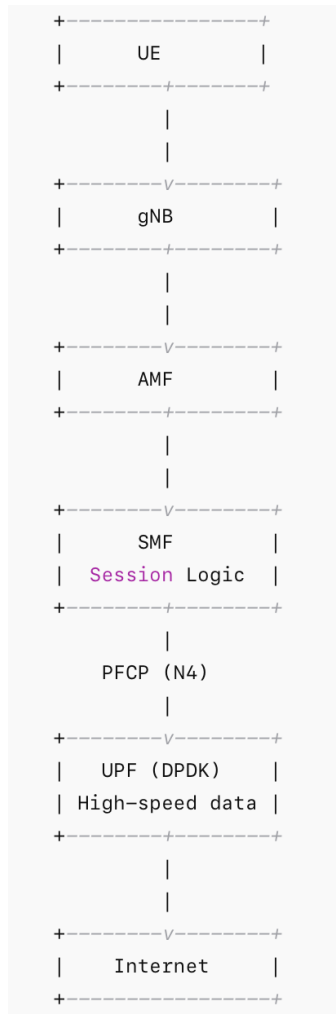 UE
gNB
AMF
SMF
Session Logic
PFCP (N4)
UPF (DPDK)
High-speed data
Internet